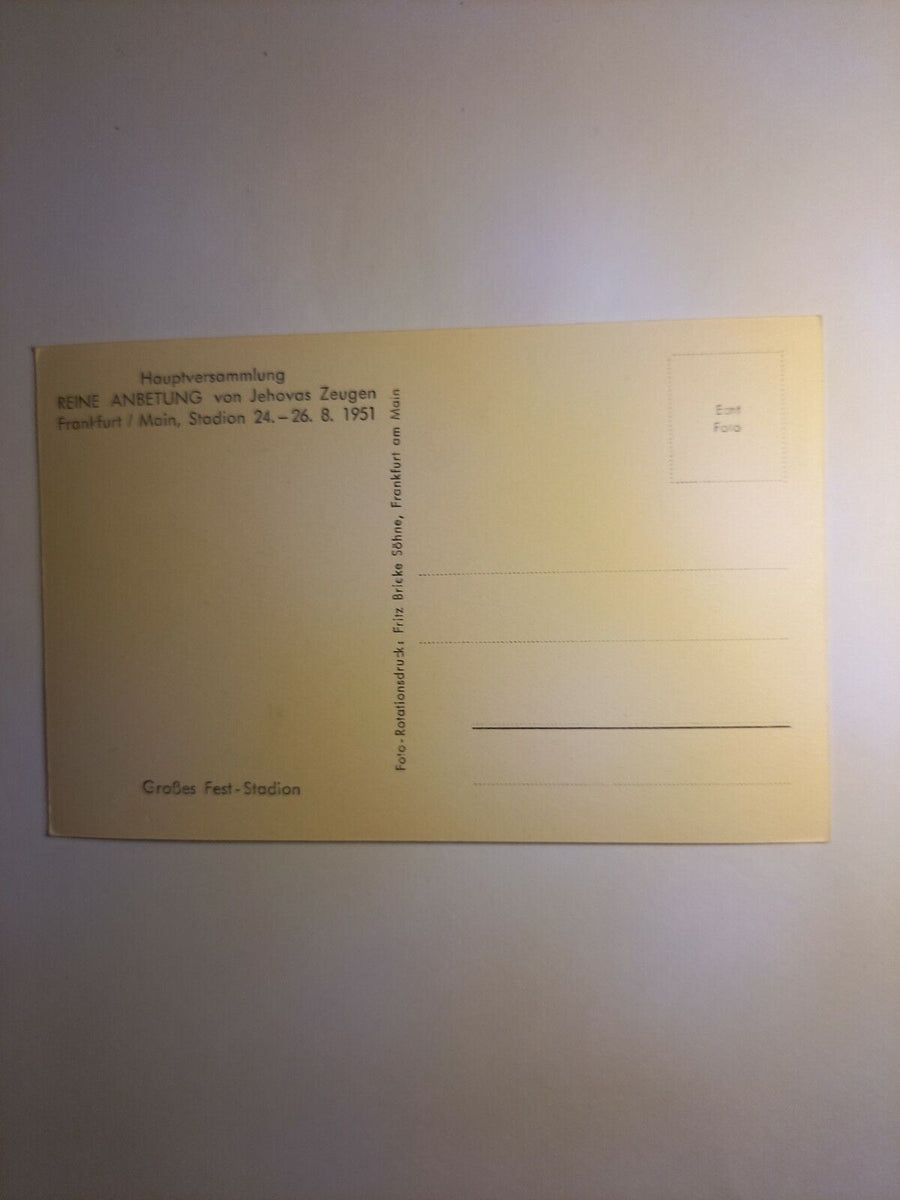 Hauptversammlung
REINE ANBETUNG von Jehovas Zeugen
Frankfurt / Main, Stadion 24.–26. 8. 1951
Großes Fest-Stadion
Foto-Rotationsdruck: Fritz Bricke Söhne, Frankfurt am Main
Echt
Foto